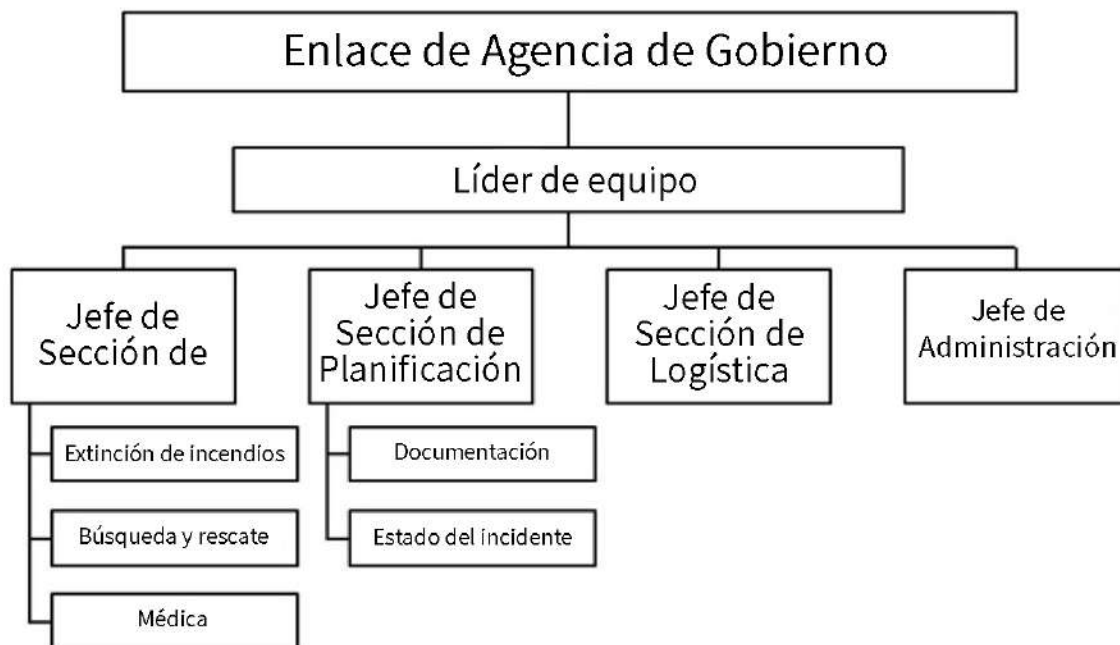 Enlace de Agencia de Gobierno
Líder de equipo
Jefe de
Sección de
Jefe de
Sección de
Planificación
Jefe de
Sección de
Logística
Jefe de
Administración
Extinción de incendios
Búsqueda y rescate
Médica
Documentación
Estado del incidente